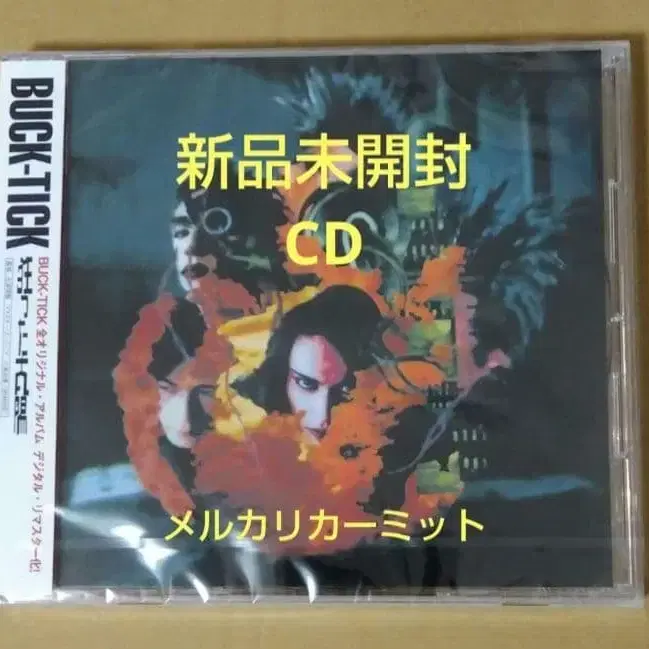 新品未開封
CD
メルカリカーミット
BUCK-TICK
BUCK-TICK 全オリジナル・アルバム デジタル・リマスター化!